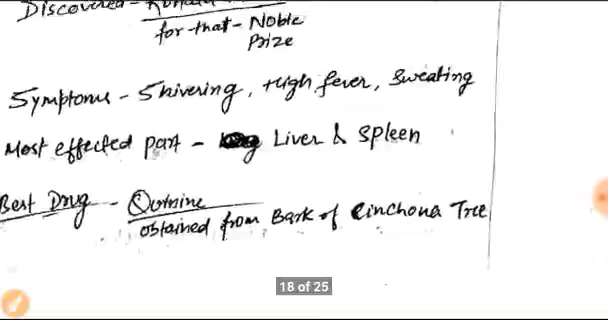 Discovered -
for that - Noble
Prize
Symptoms - Shivering, High fever, Sweating
Most effected part - Liver & Spleen
Best Drug - Quinine
obtained from Bark of Cinchona Tree
18 of 25